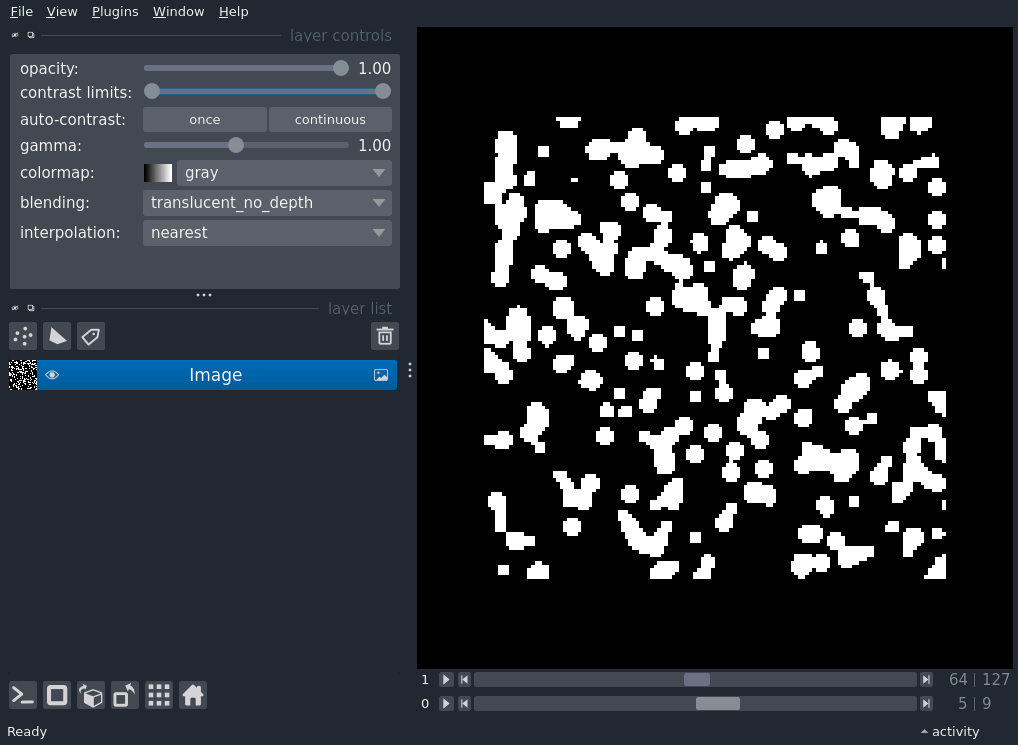 File View Plugins Window Help
layer controls
opacity: 1.00
contrast limits:
auto-contrast: once continuous
gamma: 1.00
colormap: gray
blending: translucent_no_depth
interpolation: nearest
layer list
Image
1 64 | 127
0 5 | 9
Ready activity